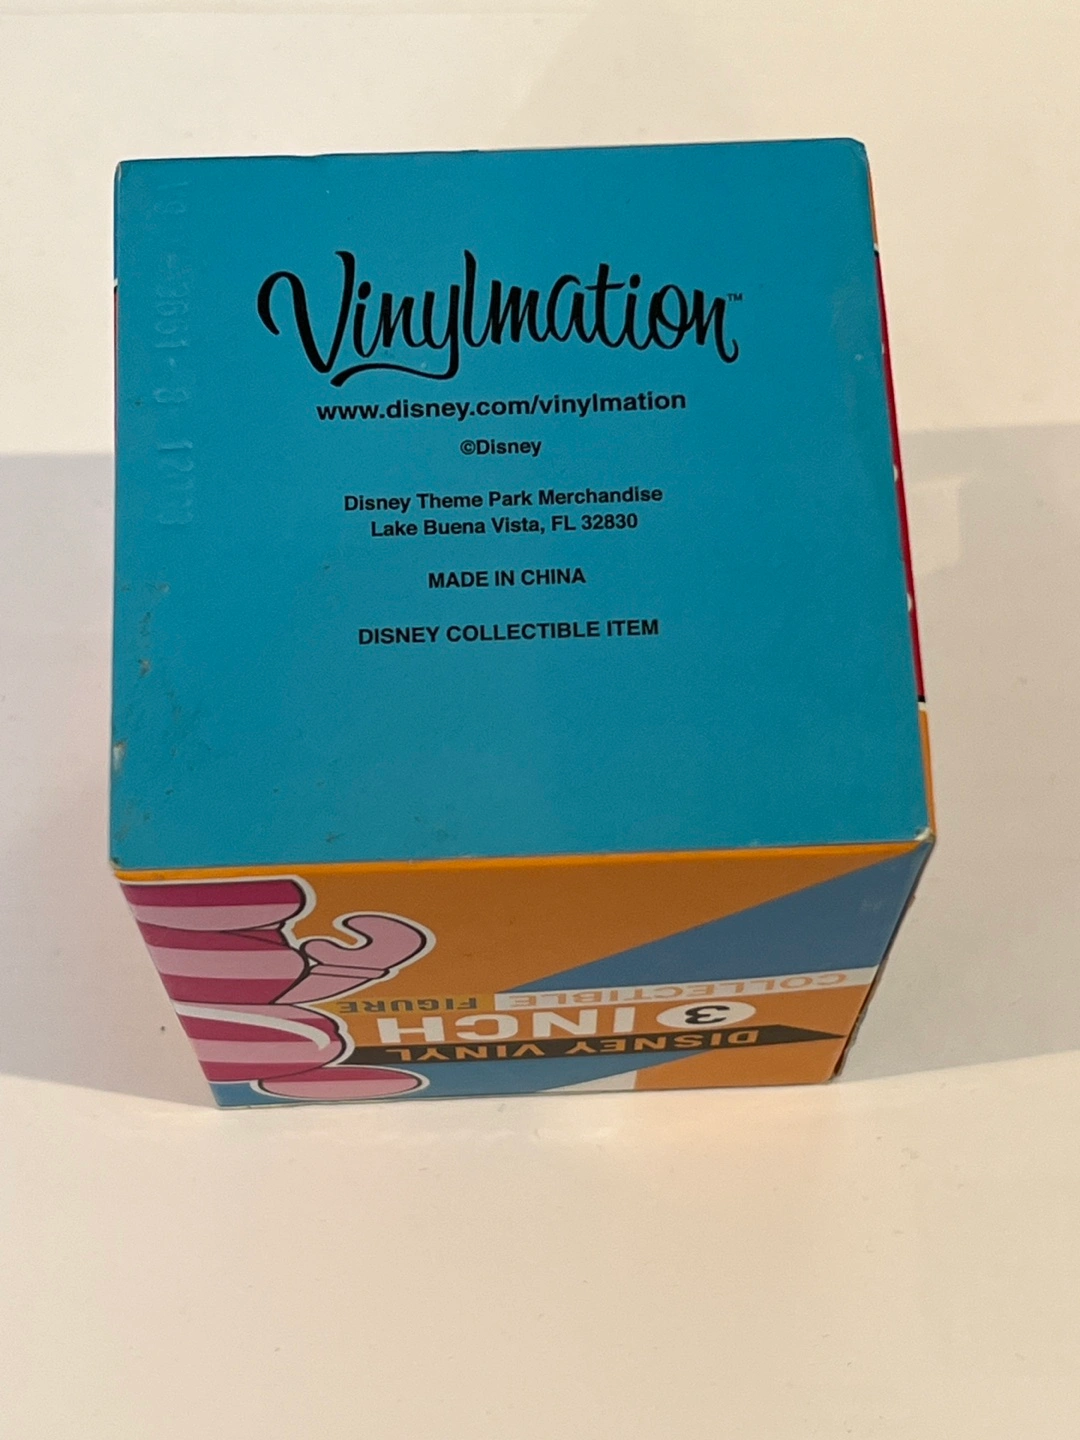 Vinylmation™
www.disney.com/vinylmation
©Disney
Disney Theme Park Merchandise
Lake Buena Vista, FL 32830
MADE IN CHINA
DISNEY COLLECTIBLE ITEM
DISNEY VINYL
3 INCH
COLLECTIBLE FIGURE